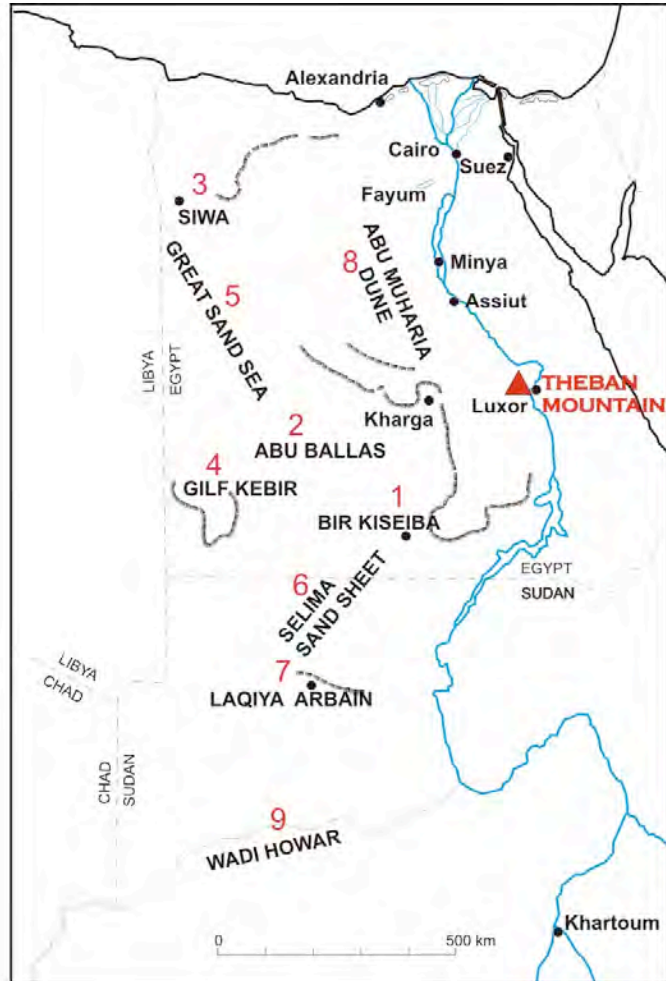 Alexandria
Cairo
Suez
3
SIWA
Fayum
8
ABU MUHARIA
DUNE
Minya
5
GREAT SAND SEA
Assiut
LIBYA
EGYPT
THEBAN
MOUNTAIN
Luxor
Kharga
2
ABU BALLAS
4
GILF KEBIR
1
BIR KISEIBA
EGYPT
SUDAN
6
SELIMA
SAND SHEET
LIBYA
CHAD
7
LAQIYA ARBAIN
CHAD
SUDAN
9
WADI HOWAR
Khartoum
0 500 km